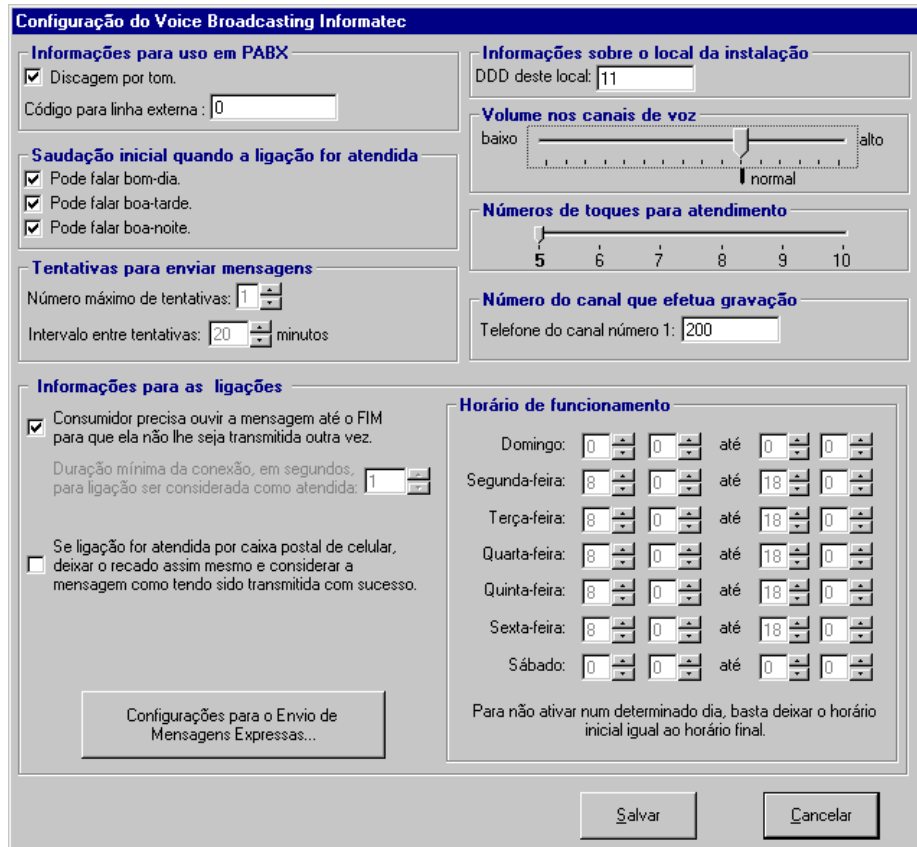 Configuração do Voice Broadcasting Informatec
Informações para uso em PABX
Discagem por tom.
Código para linha externa : 0
Saudação inicial quando a ligação for atendida
Pode falar bom-dia.
Pode falar boa-tarde.
Pode falar boa-noite.
Tentativas para enviar mensagens
Número máximo de tentativas: 1
Intervalo entre tentativas: 20 minutos
Informações sobre o local da instalação
DDD deste local: 11
Volume nos canais de voz
baixo alto
normal
Números de toques para atendimento
5 6 7 8 9 10
Número do canal que efetua gravação
Telefone do canal número 1: 200
Informações para as ligações
Consumidor precisa ouvir a mensagem até o FIM
para que ela não lhe seja transmitida outra vez.
Duração mínima da conexão, em segundos,
para ligação ser considerada como atendida: 1
Se ligação for atendida por caixa postal de celular,
deixar o recado assim mesmo e considerar a
mensagem como tendo sido transmitida com sucesso.
Configurações para o Envio de
Mensagens Expressas...
Horário de funcionamento
Domingo: 0 0 até 0 0
Segunda-feira: 8 0 até 18 0
Terça-feira: 8 0 até 18 0
Quarta-feira: 8 0 até 18 0
Quinta-feira: 8 0 até 18 0
Sexta-feira: 8 0 até 18 0
Sábado: 0 0 até 0 0
Para não ativar num determinado dia, basta deixar o horário
inicial igual ao horário final.
Salvar
Cancelar